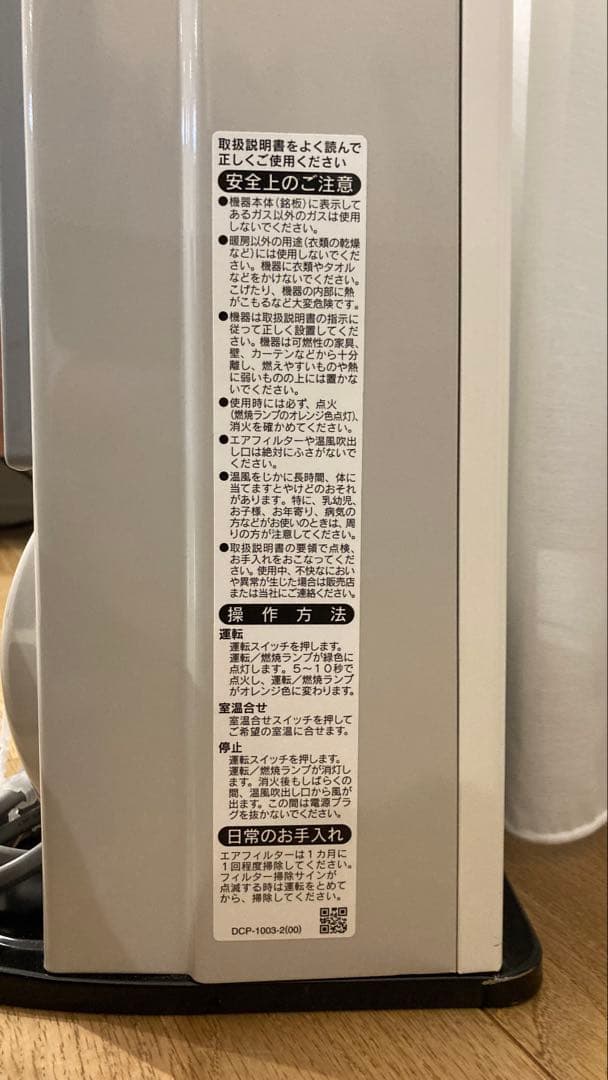 取扱説明書をよく読んで
正しくご使用ください
安全上のご注意
●機器本体(銘板)に表示して
あるガス以外のガスは使用
しないでください。
●暖房以外の用途(衣類の乾燥
など)には使用しないでくだ
さい。機器に衣類やタオル
などをかけないでください。
こげたり、機器の内部に熱
がこもるなど大変危険です。
●機器は取扱説明書の指示に
従って正しく設置してくだ
さい。機器は可燃性の家具、
壁、カーテンなどから十分
離し、燃えやすいものや熱
に弱いものの上には置かな
いでください。
●使用時には必ず、点火
(燃焼ランプのオレンジ色点灯)、
消火を確かめてください。
●エアフィルターや温風吹出
し口は絶対にふさがないで
ください。
●温風をじかに長時間、体に
当てますとやけどのおそれ
があります。特に、乳幼児、
お子様、お年寄り、病気の
方などがお使いのときは、周
りの方が注意してください。
●取扱説明書の要領で点検、
お手入れをおこなってくだ
さい。使用中、不快なにおい
や異常が生じた場合は販売店
または当社にご連絡ください。
操作方法
運転
運転スイッチを押します。
運転/燃焼ランプが緑色に
点灯します。5~10秒で
点火し、運転/燃焼ランプ
がオレンジ色に変わります。
室温合せ
室温合せスイッチを押して
ご希望の室温に合せます。
停止
運転スイッチを押します。
運転/燃焼ランプが消灯しま
す。消火後もしばらくの
間、温風吹出し口から風が
出ます。この間は電源プラ
グを抜かないでください。
日常のお手入れ
エアフィルターは1カ月に
1回程度掃除してください。
フィルター掃除サインが
点滅する時は運転をとめて
から、掃除してください。
DCP-1003-2(00)